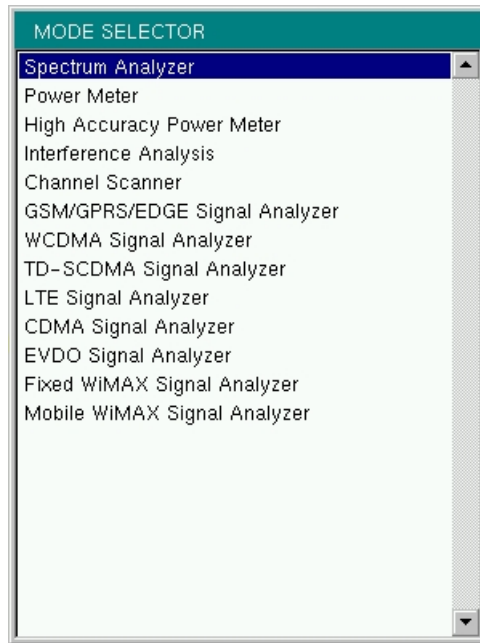 MODE SELECTOR
Spectrum Analyzer
Power Meter
High Accuracy Power Meter
Interference Analysis
Channel Scanner
GSM/GPRS/EDGE Signal Analyzer
WCDMA Signal Analyzer
TD-SCDMA Signal Analyzer
LTE Signal Analyzer
CDMA Signal Analyzer
EVDO Signal Analyzer
Fixed WiMAX Signal Analyzer
Mobile WiMAX Signal Analyzer